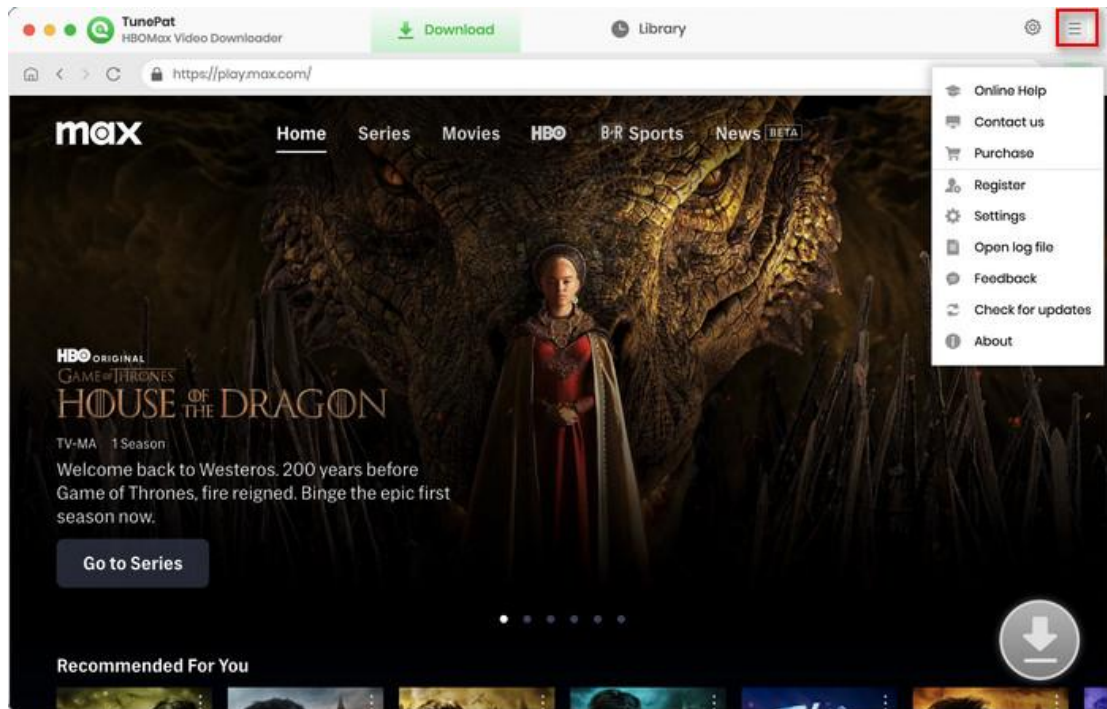 TunePat
HBOMax Video Downloader
Download
Library
https://play.max.com/
Online Help
Contact us
Purchase
Register
Settings
Open log file
Feedback
Check for updates
About
max
Home Series Movies HBO B/R Sports News BETA
HBO ORIGINAL
GAME OF THRONES
HOUSE OF THE DRAGON
TV-MA 1 Season
Welcome back to Westeros. 200 years before
Game of Thrones, fire reigned. Binge the epic first
season now.
Go to Series
Recommended For You